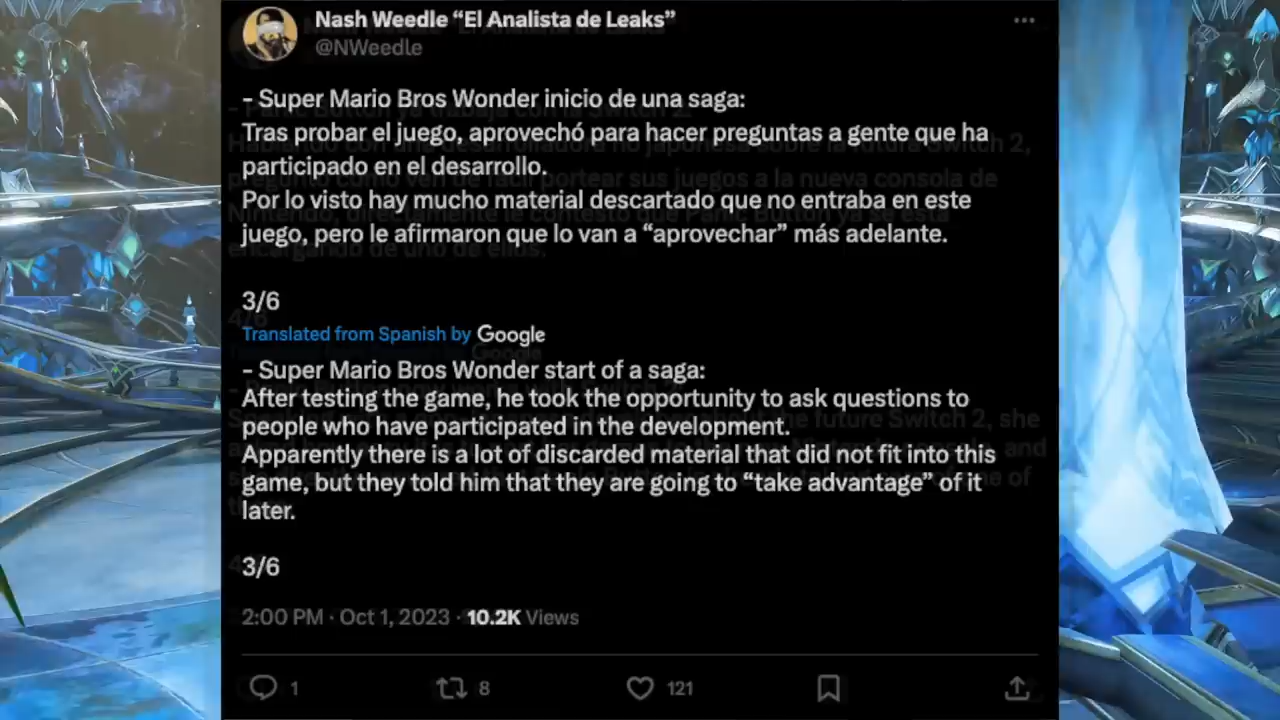 Nash Weedle “El Analista de Leaks”
@NWeedle
- Super Mario Bros Wonder inicio de una saga:
Tras probar el juego, aprovechó para hacer preguntas a gente que ha
participado en el desarrollo.
Por lo visto hay mucho material descartado que no entraba en este
juego, pero le afirmaron que lo van a “aprovechar” más adelante.
3/6
Translated from Spanish by Google
- Super Mario Bros Wonder start of a saga:
After testing the game, he took the opportunity to ask questions to
people who have participated in the development.
Apparently there is a lot of discarded material that did not fit into this
game, but they told him that they are going to “take advantage” of it
later.
3/6
2:00 PM · Oct 1, 2023 · 10.2K Views
1 8 121